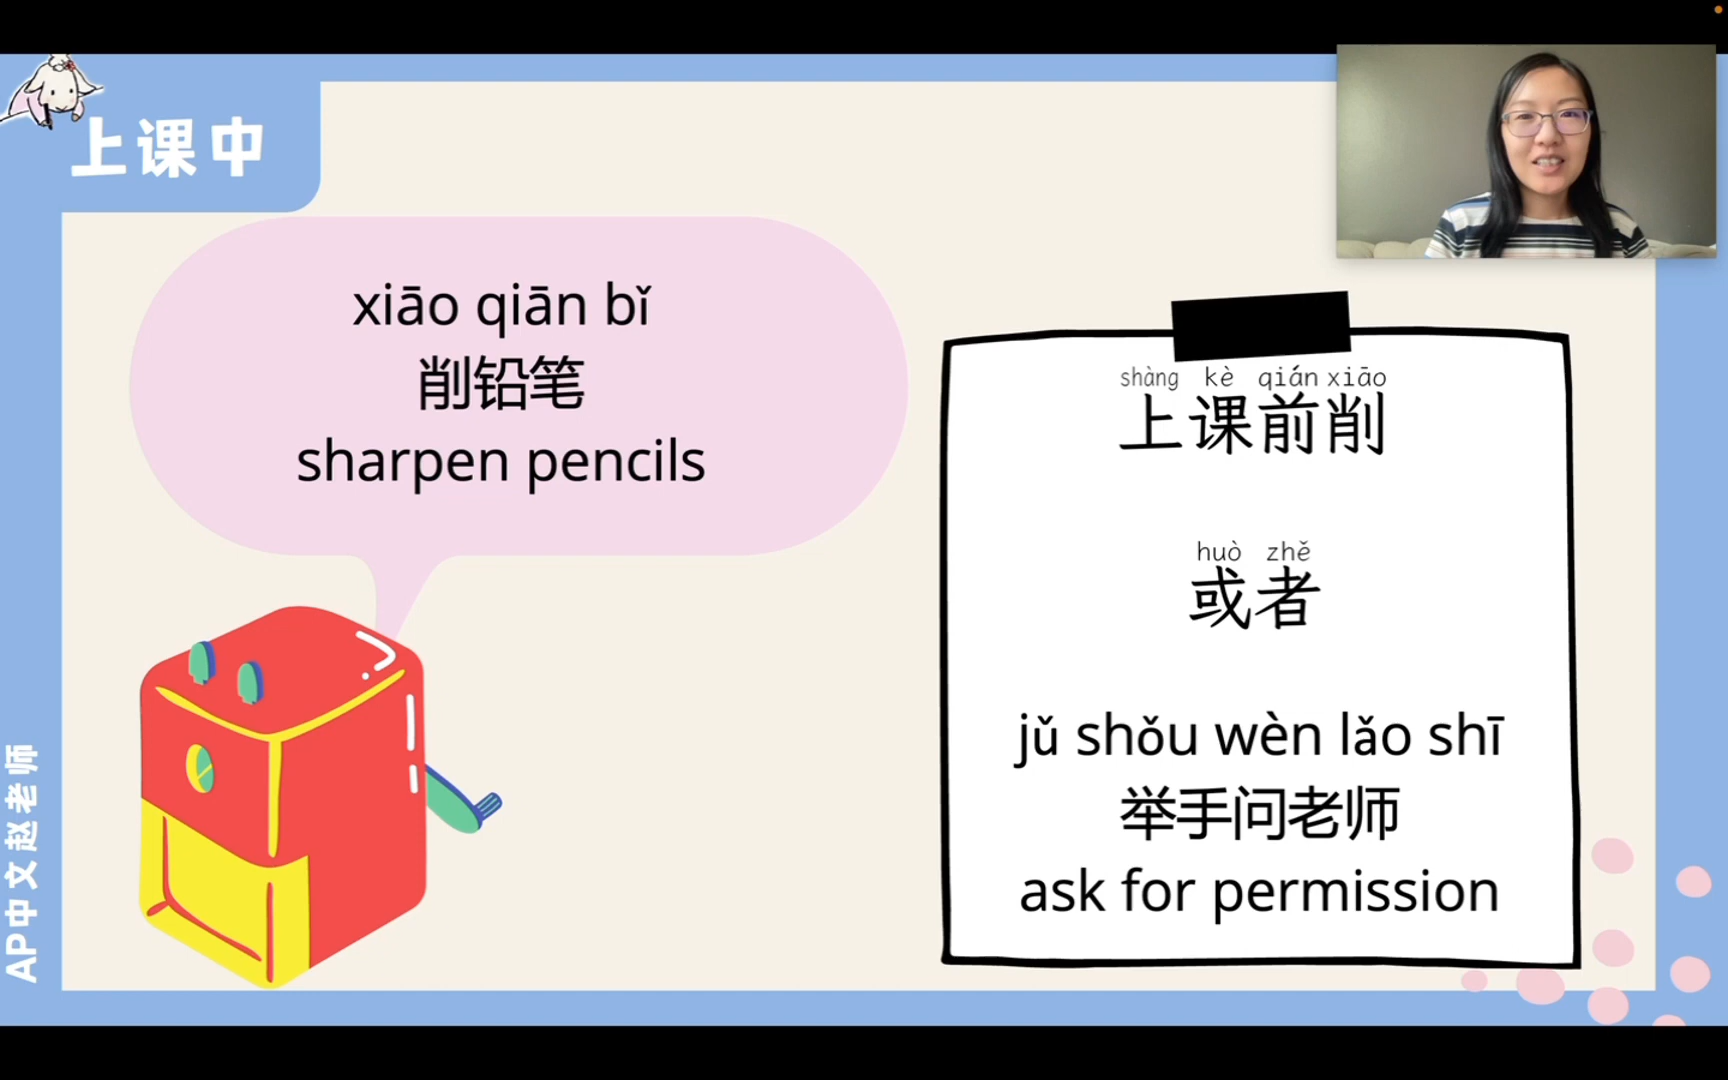 上课中
xiāo qiān bǐ
削铅笔
sharpen pencils
shàng kè qián xiāo
上课前削
huò zhě
或者
jǔ shǒu wèn lǎo shī
举手问老师
ask for permission
AP中文赵老师